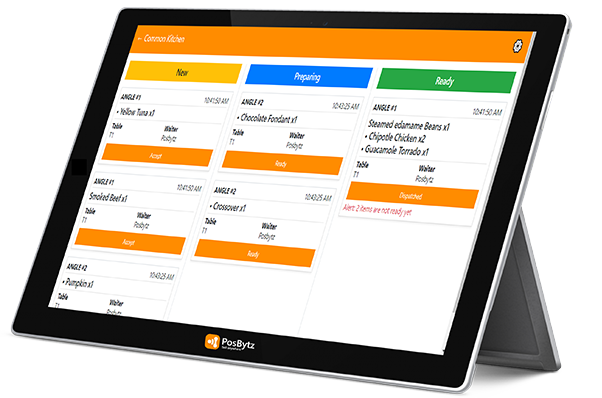 ← Common Kitchen
New
ANGLE #1 10:41:50 AM
• Yellow Tuna x1
Table Waiter
T1 Posbytz
Accept
ANGLE #1 10:41:50 AM
Smoked Beef x1
Table Waiter
T1 Posbytz
Accept
ANGLE #2 10:43:25 AM
• Pumpkin x1
Table Waiter
T1 Posbytz
Preparing
ANGLE #2 10:43:25 AM
• Chocolate Fondant x1
Table Waiter
T1 Posbytz
Ready
ANGLE #2 10:43:25 AM
• Crossover x1
Table Waiter
T1 Posbytz
Ready
Ready
ANGLE #1 10:41:50 AM
Steamed edamame Beans x1
• Chipotle Chicken x2
• Guacamole Torrado x1
Table Waiter
T1 Posbytz
Dispatched
Alert: 2 items are not ready yet
PosBytz